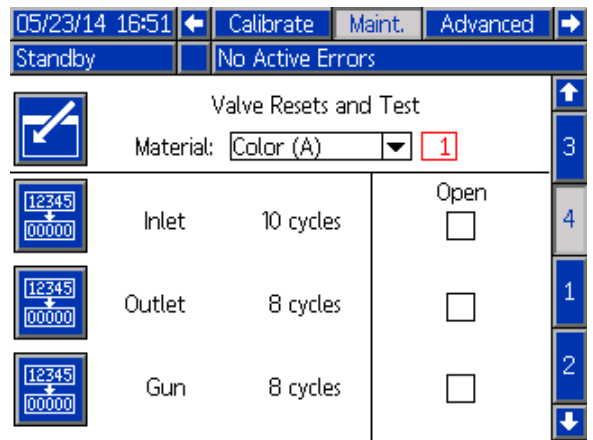 05/23/14 16:51 Calibrate Maint. Advanced
Standby No Active Errors
Valve Resets and Test
Material: Color (A) 1
3
Open
12345
00000
Inlet 10 cycles
4
12345
00000
Outlet 8 cycles
1
12345
00000
Gun 8 cycles
2